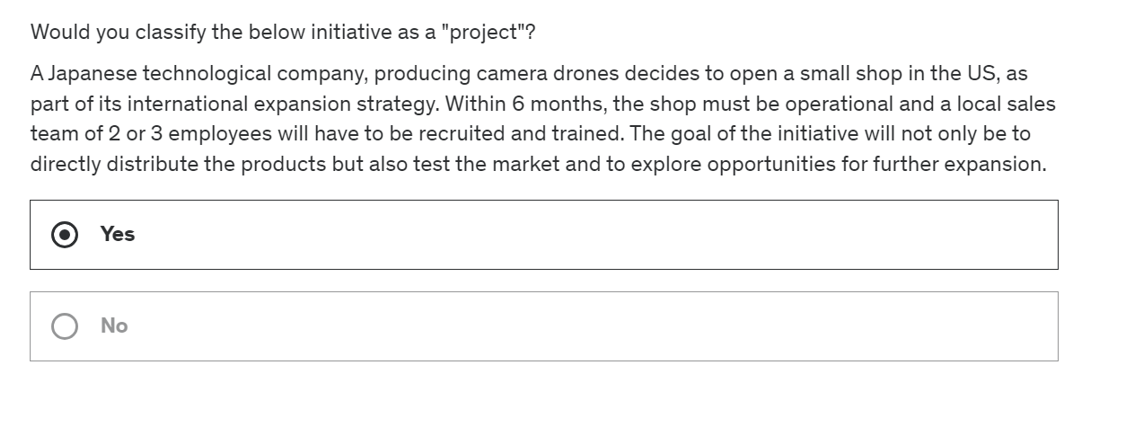 Would you classify the below initiative as a "project"?
A Japanese technological company, producing camera drones decides to open a small shop in the US, as
part of its international expansion strategy. Within 6 months, the shop must be operational and a local sales
team of 2 or 3 employees will have to be recruited and trained. The goal of the initiative will not only be to
directly distribute the products but also test the market and to explore opportunities for further expansion.
Yes
No